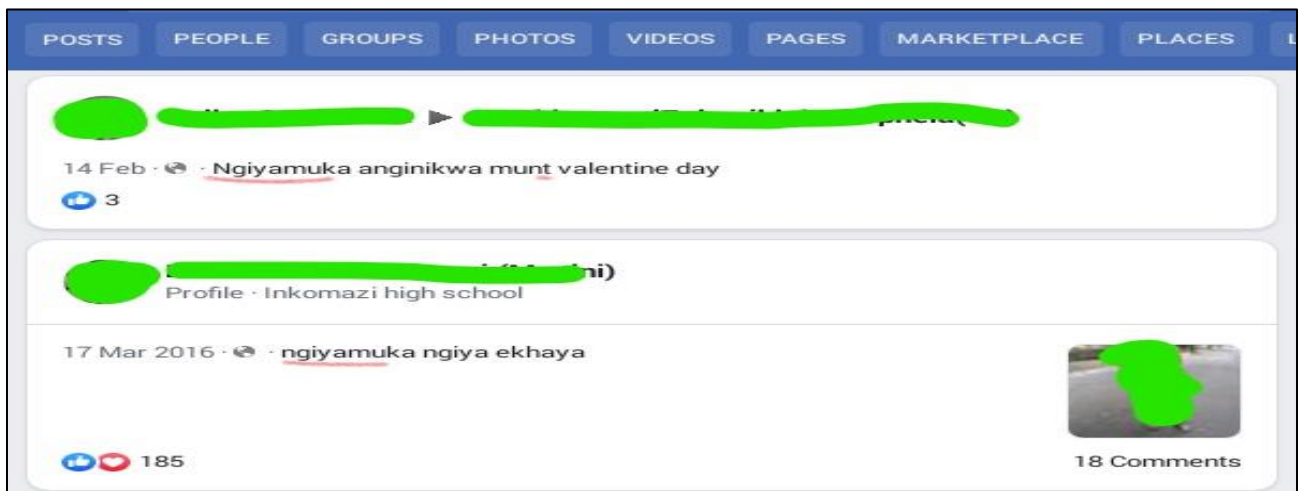 POSTS PEOPLE GROUPS PHOTOS VIDEOS PAGES MARKETPLACE PLACES
14 Feb · · Ngiyamuka anginikwa munt valentine day
3
Profile · Inkomazi high school
17 Mar 2016 · · ngiyamuka ngiya ekhaya
185
18 Comments